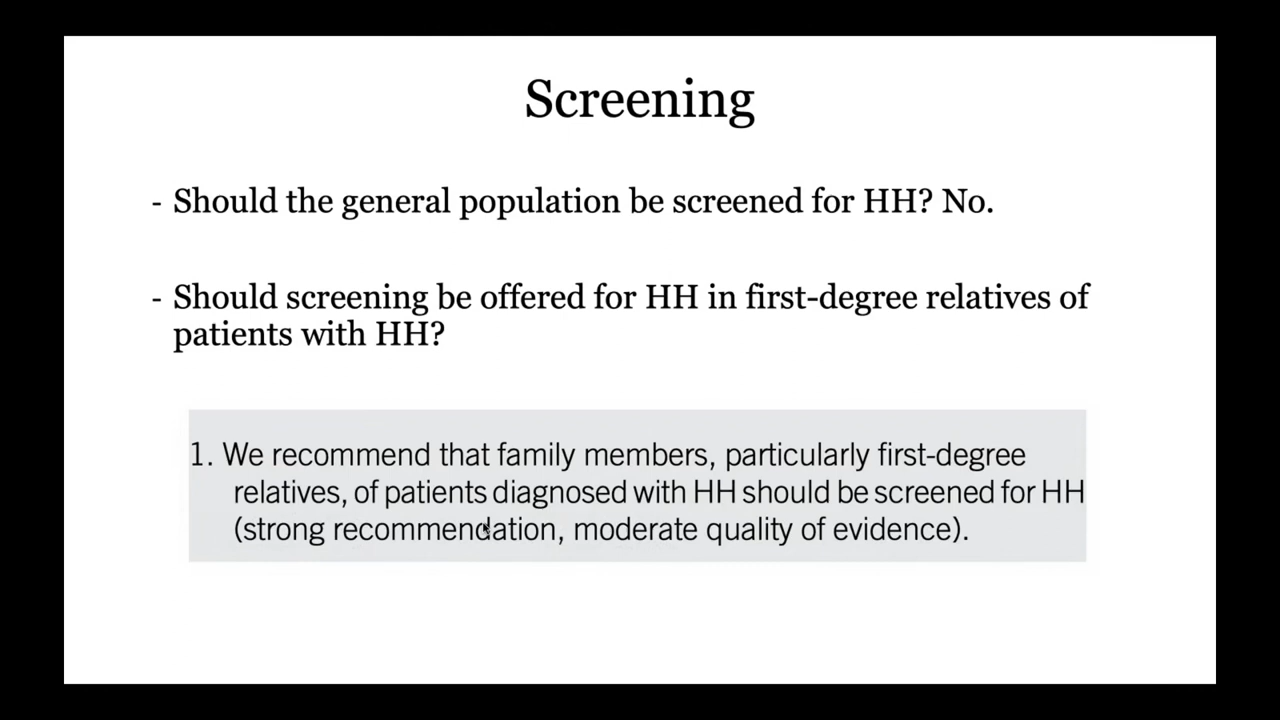 Screening
- Should the general population be screened for HH? No.
- Should screening be offered for HH in first-degree relatives of
patients with HH?
1. We recommend that family members, particularly first-degree
relatives, of patients diagnosed with HH should be screened for HH
(strong recommendation, moderate quality of evidence).